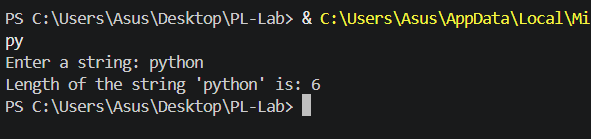 PS C:\Users\Asus\Desktop\PL-Lab> & C:\Users\Asus\AppData\Local\Mi
py
Enter a string: python
Length of the string 'python' is: 6
PS C:\Users\Asus\Desktop\PL-Lab>